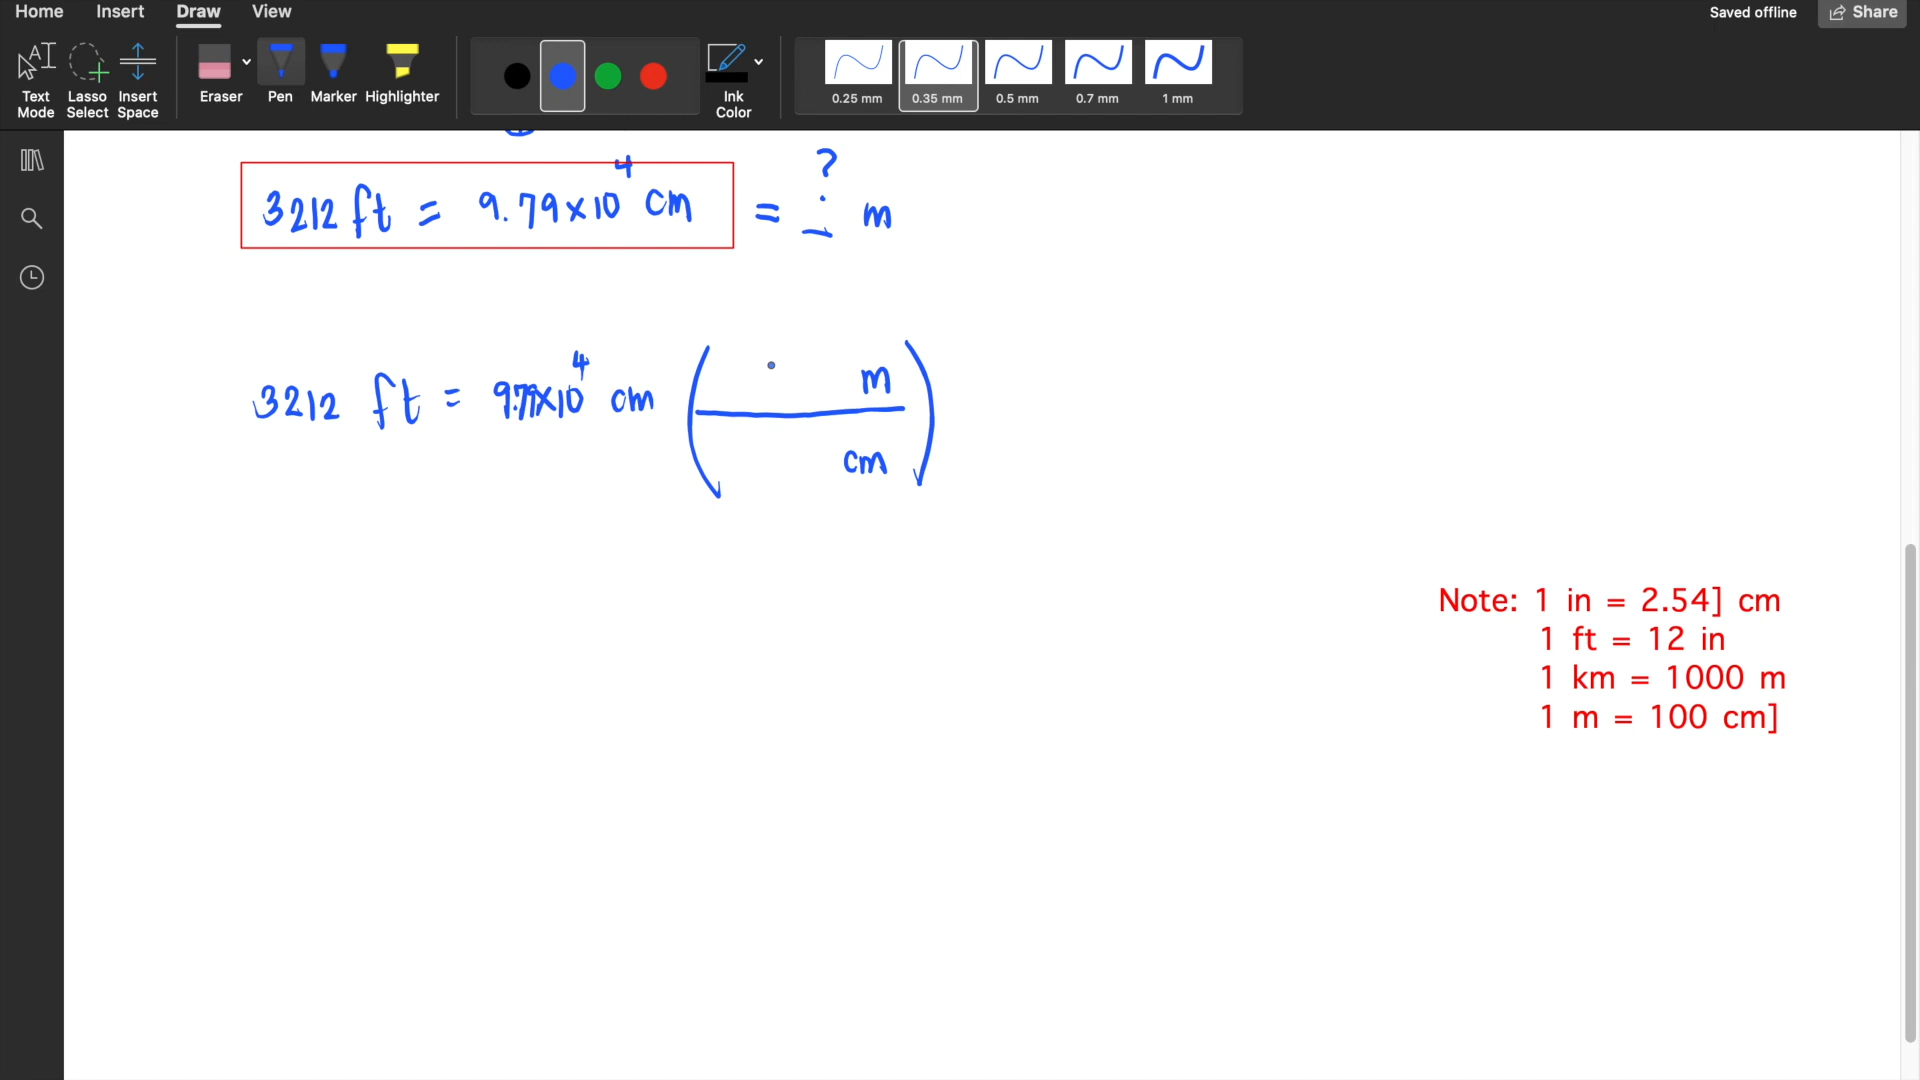 Home Insert Draw View
Saved offline
Share
Text Mode
Lasso Select
Insert Space
Eraser
Pen
Marker
Highlighter
Ink Color
0.25 mm
0.35 mm
0.5 mm
0.7 mm
1 mm
3212 ft = 9.79×10⁴ cm = ? m
3212 ft = 9.79×10⁴ cm ( m
cm )
Note: 1 in = 2.54] cm
1 ft = 12 in
1 km = 1000 m
1 m = 100 cm]